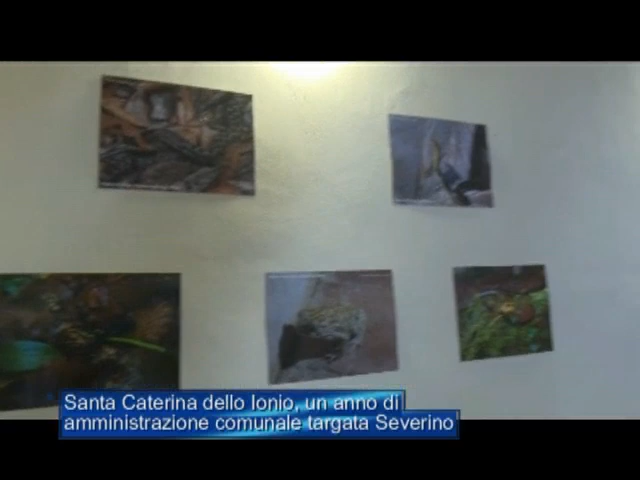 Santa Caterina dello Ionio, un anno di
amministrazione comunale targata Severino